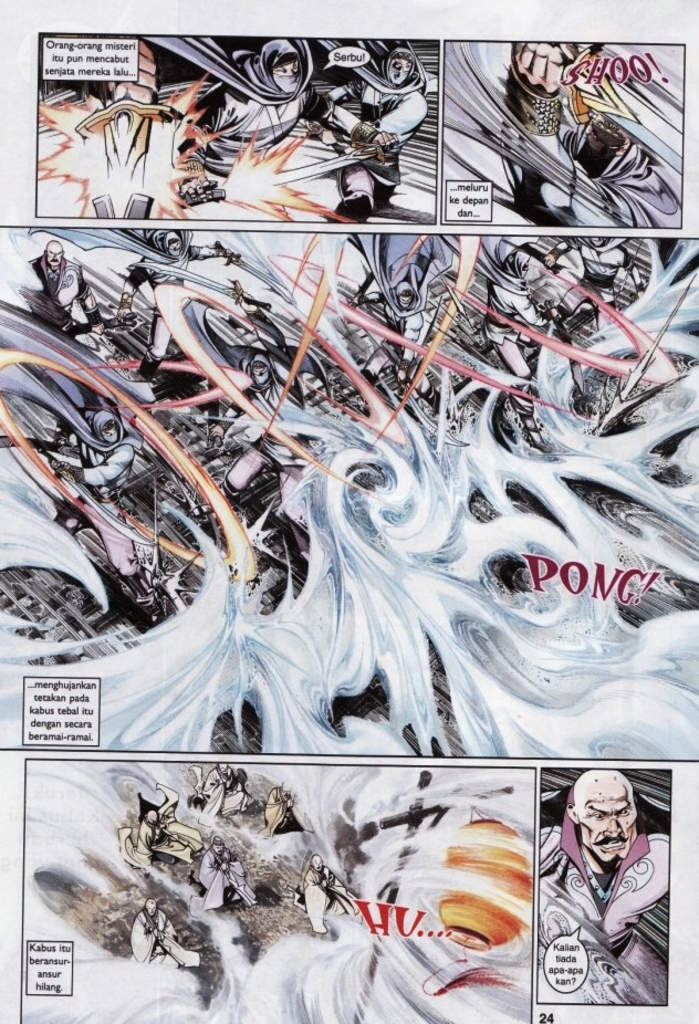 Orang-orang misteri
itu pun mencabut
senjata mereka lalu...
Serbu!
SHOO!
...meluru
ke depan
dan...
PONG!
...menghujankan
tetakan pada
kabus tebal itu
dengan secara
beramai-ramai.
HU....
Kabus itu
beransur-
ansur
hilang.
Kalian
tiada
apa-apa
kan?
24